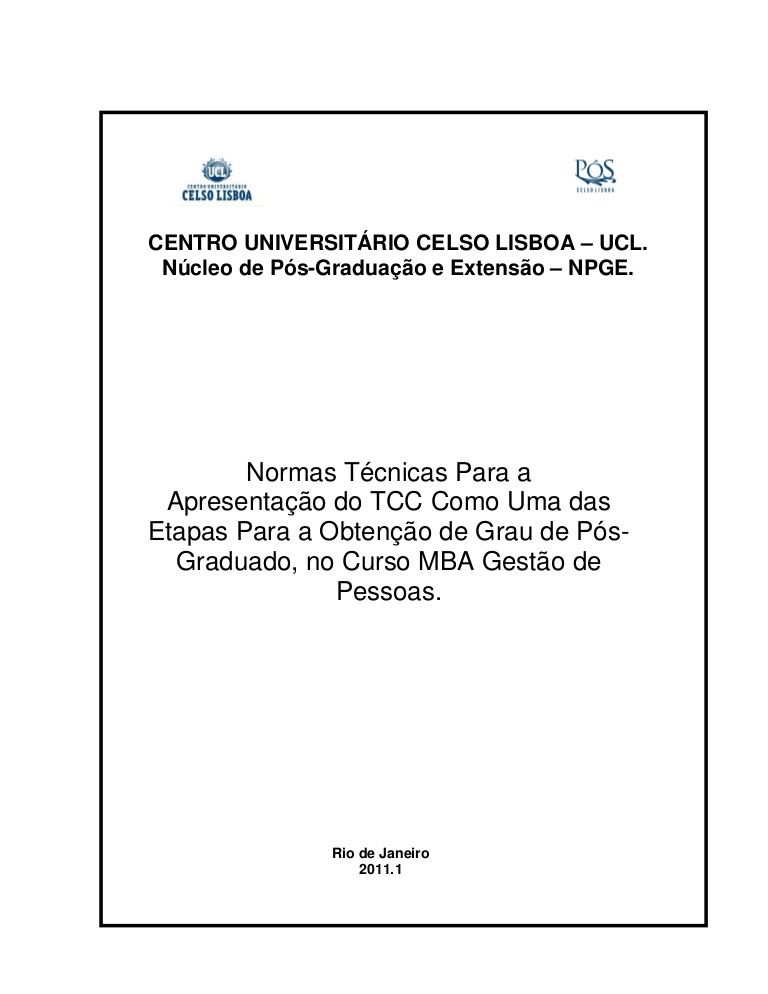 UCL
CENTRO UNIVERSITÁRIO
CELSO LISBOA
PÓS
CELSO LISBOA
CENTRO UNIVERSITÁRIO CELSO LISBOA – UCL.
Núcleo de Pós-Graduação e Extensão – NPGE.
Normas Técnicas Para a
Apresentação do TCC Como Uma das
Etapas Para a Obtenção de Grau de Pós-
Graduado, no Curso MBA Gestão de
Pessoas.
Rio de Janeiro
2011.1